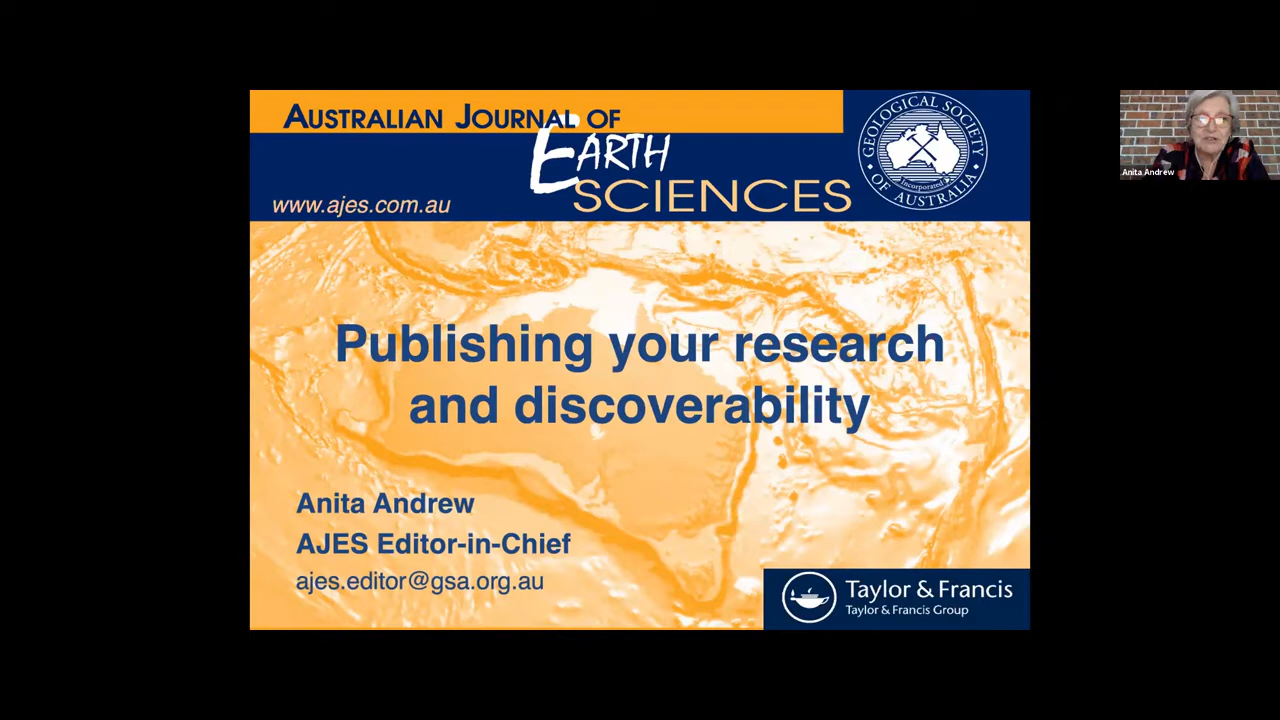 AUSTRALIAN JOURNAL OF
EARTH
SCIENCES
www.ajes.com.au
GEOLOGICAL SOCIETY
Incorporated
OF AUSTRALIA
Anita Andrew
Publishing your research
and discoverability
Anita Andrew
AJES Editor-in-Chief
ajes.editor@gsa.org.au
Taylor & Francis
Taylor & Francis Group